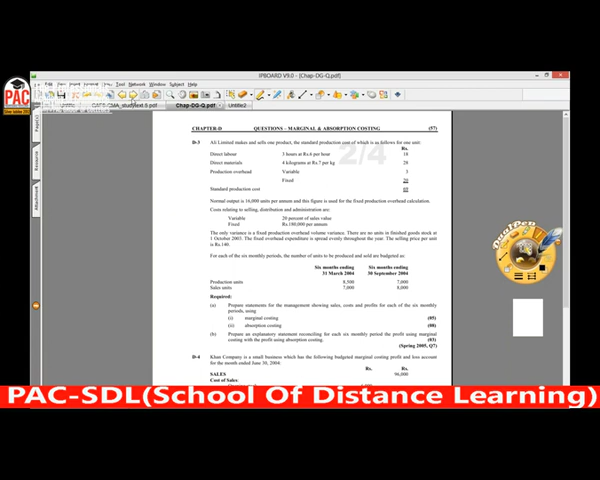 IPBOARD V9.0 - [Chap-DG-Q.pdf]
Tool Network Window Subject Help
Chap-DG-Q.pdf
Untitle2
PAC
CHAPTER D QUESTIONS – MARGINAL & ABSORPTION COSTING (57)
2/4
D-3 Ali Limited makes and sells one product, the standard production cost of which is as follows for one unit:
Rs.
Direct labour 3 hours at Rs.6 per hour 18
Direct materials 4 kilograms at Rs.7 per kg 28
Production overhead Variable 3
Fixed 20
Standard production cost 69
Normal output is 16,000 units per annum and this figure is used for the fixed production overhead calculation.
Costs relating to selling, distribution and administration are:
Variable 20 percent of sales value
Fixed Rs.180,000 per annum
The only variance is a fixed production overhead volume variance. There are no units in finished goods stock at
1 October 2003. The fixed overhead expenditure is spread evenly throughout the year. The selling price per unit
is Rs.140.
For each of the six monthly periods, the number of units to be produced and sold are budgeted as:
Six months ending Six months ending
31 March 2004 30 September 2004
Production units 8,500 7,000
Sales units 7,000 8,000
Required:
(a) Prepare statements for the management showing sales, costs and profits for each of the six monthly
periods, using
(i) marginal costing (05)
(ii) absorption costing (08)
(b) Prepare an explanatory statement reconciling for each six monthly period the profit using marginal
costing with the profit using absorption costing. (03)
(Spring 2005, Q7)
D-4 Khan Company is a small business which has the following budgeted marginal costing profit and loss account
for the month ended June 30, 2004:
Rs. Rs.
SALES 96,000
Cost of Sales
DualPen
PAC-SDL(School Of Distance Learning)